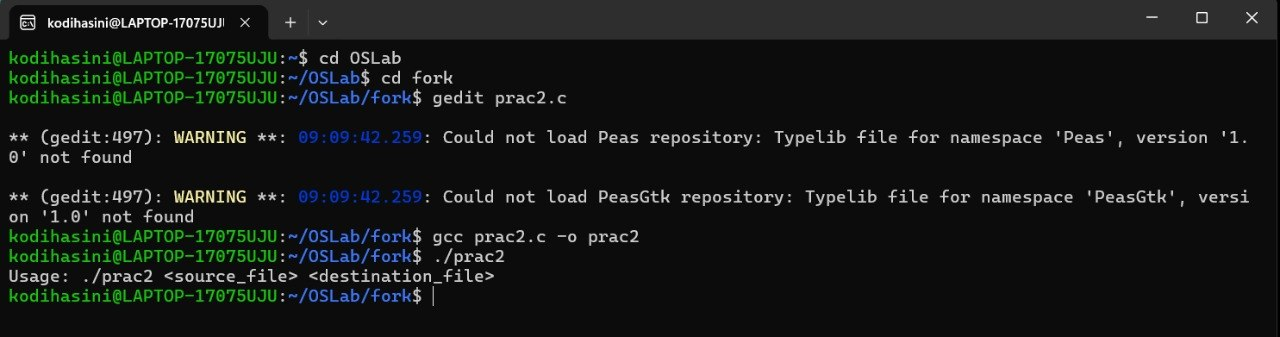 kodihasini@LAPTOP-17075UJU
kodihasini@LAPTOP-17075UJU:~$ cd OSLab
kodihasini@LAPTOP-17075UJU:~/OSLab$ cd fork
kodihasini@LAPTOP-17075UJU:~/OSLab/fork$ gedit prac2.c
** (gedit:497): WARNING **: 09:09:42.259: Could not load Peas repository: Typelib file for namespace 'Peas', version '1.
0' not found
** (gedit:497): WARNING **: 09:09:42.259: Could not load PeasGtk repository: Typelib file for namespace 'PeasGtk', versi
on '1.0' not found
kodihasini@LAPTOP-17075UJU:~/OSLab/fork$ gcc prac2.c -o prac2
kodihasini@LAPTOP-17075UJU:~/OSLab/fork$ ./prac2
Usage: ./prac2 <source_file> <destination_file>
kodihasini@LAPTOP-17075UJU:~/OSLab/fork$